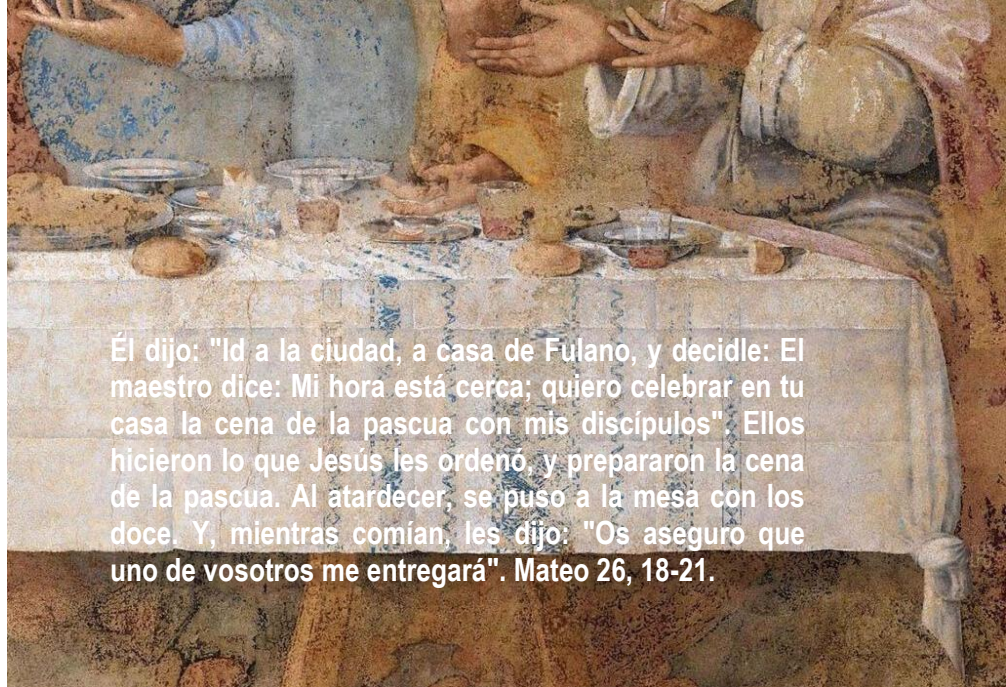 Él dijo: "Id a la ciudad, a casa de Fulano, y decidle: El
maestro dice: Mi hora está cerca; quiero celebrar en tu
casa la cena de la pascua con mis discípulos". Ellos
hicieron lo que Jesús les ordenó, y prepararon la cena
de la pascua. Al atardecer, se puso a la mesa con los
doce. Y, mientras comían, les dijo: "Os aseguro que
uno de vosotros me entregará". Mateo 26, 18-21.